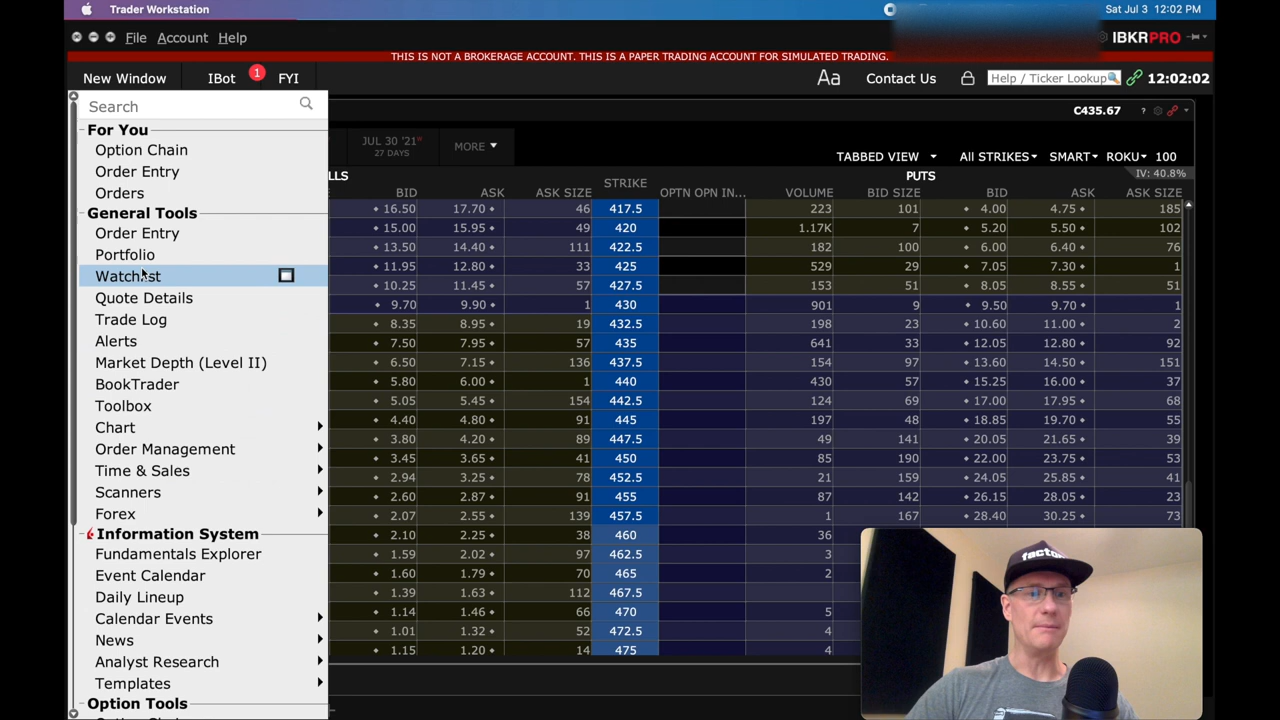 Trader Workstation
Sat Jul 3 12:02 PM
File Account Help
IBKRPRO
THIS IS NOT A BROKERAGE ACCOUNT. THIS IS A PAPER TRADING ACCOUNT FOR SIMULATED TRADING.
New Window IBot 1 FYI
Aa Contact Us Help / Ticker Lookup 12:02:02
Search
For You
Option Chain
Order Entry
Orders
General Tools
Order Entry
Portfolio
Watchlist
Quote Details
Trade Log
Alerts
Market Depth (Level II)
BookTrader
Toolbox
Chart
Order Management
Time & Sales
Scanners
Forex
Information System
Fundamentals Explorer
Event Calendar
Daily Lineup
Calendar Events
News
Analyst Research
Templates
Option Tools
C435.67 ?
JUL 30 '21 W
27 DAYS
MORE
TABBED VIEW All STRIKES SMART ROKU 100
IV: 40.8%
LLS STRIKE PUTS
BID ASK ASK SIZE OPTN OPN IN... VOLUME BID SIZE BID ASK ASK SIZE
16.50 17.70 46 417.5 223 101 4.00 4.75 185
15.00 15.95 49 420 1.17K 7 5.20 5.50 102
13.50 14.40 111 422.5 182 100 6.00 6.40 76
11.95 12.80 33 425 529 29 7.05 7.30 1
10.25 11.45 57 427.5 153 51 8.05 8.55 51
9.70 9.90 1 430 901 9 9.50 9.70 1
8.35 8.95 19 432.5 198 23 10.60 11.00 2
7.50 7.95 57 435 641 33 12.05 12.80 92
6.50 7.15 136 437.5 154 97 13.60 14.50 151
5.80 6.00 1 440 430 57 15.25 16.00 37
5.05 5.45 154 442.5 124 69 17.00 17.95 68
4.40 4.80 91 445 197 48 18.85 19.70 55
3.80 4.20 89 447.5 49 141 20.05 21.65 39
3.45 3.65 41 450 85 190 22.00 23.75 53
2.94 3.25 78 452.5 21 159 24.05 25.85 41
2.60 2.87 91 455 87 142 26.15 28.05 23
2.07 2.55 139 457.5 1 167 28.40 30.25 73
2.10 2.25 38 460 36
1.59 2.02 97 462.5 3
1.60 1.79 70 465 2
1.39 1.63 112 467.5
1.14 1.46 66 470 5
1.01 1.32 52 472.5 4
1.15 1.20 14 475 4